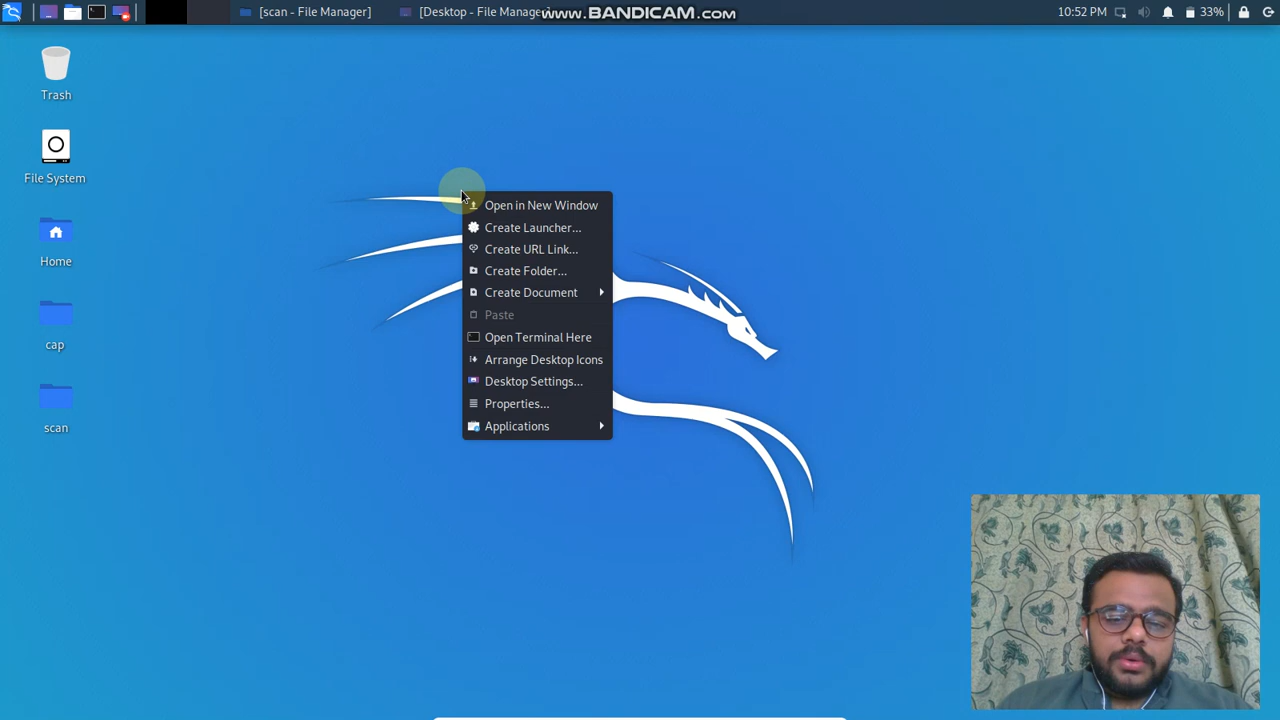 [scan - File Manager]
[Desktop - File Manager]
www.BANDICAM.com
10:52 PM
33%
Trash
File System
Home
cap
scan
Open in New Window
Create Launcher...
Create URL Link...
Create Folder...
Create Document
Paste
Open Terminal Here
Arrange Desktop Icons
Desktop Settings...
Properties...
Applications